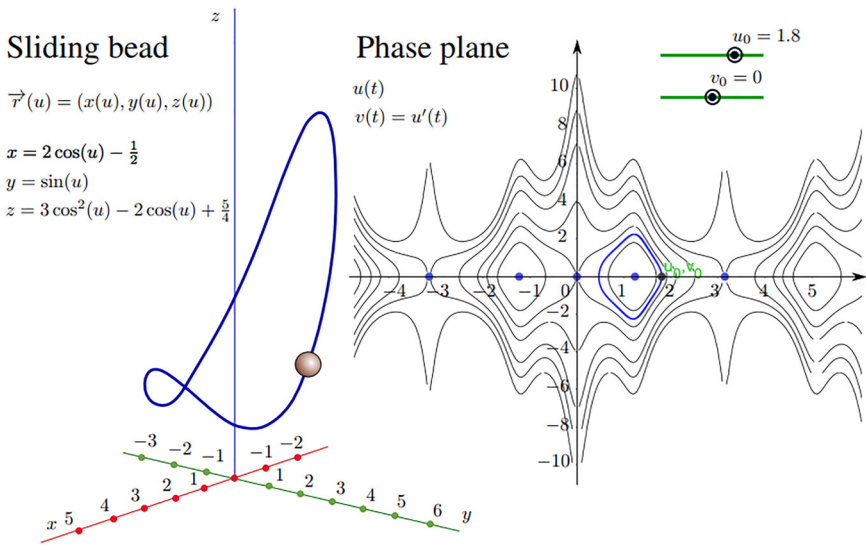 Sliding bead
r⃗(u) = (x(u), y(u), z(u))
x = 2 cos(u) − 1/2
y = sin(u)
z = 3 cos²(u) − 2 cos(u) + 5/4
z
−3 −2 −1 1 2 3 4 5 6 y
x 5 4 3 2 1 −1 −2
Phase plane
u(t)
v(t) = u′(t)
u₀ = 1.8
v₀ = 0
10
8
6
4
2
−4 −3 −2 −1 0 1 2 3 4 5
u₀,v₀
−2
−4
−6
−8
−10